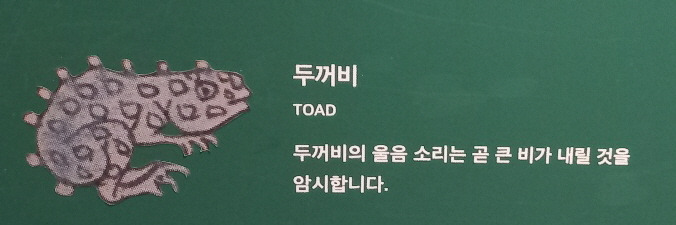 두꺼비
TOAD
두꺼비의 울음 소리는 곧 큰 비가 내릴 것을
암시합니다.